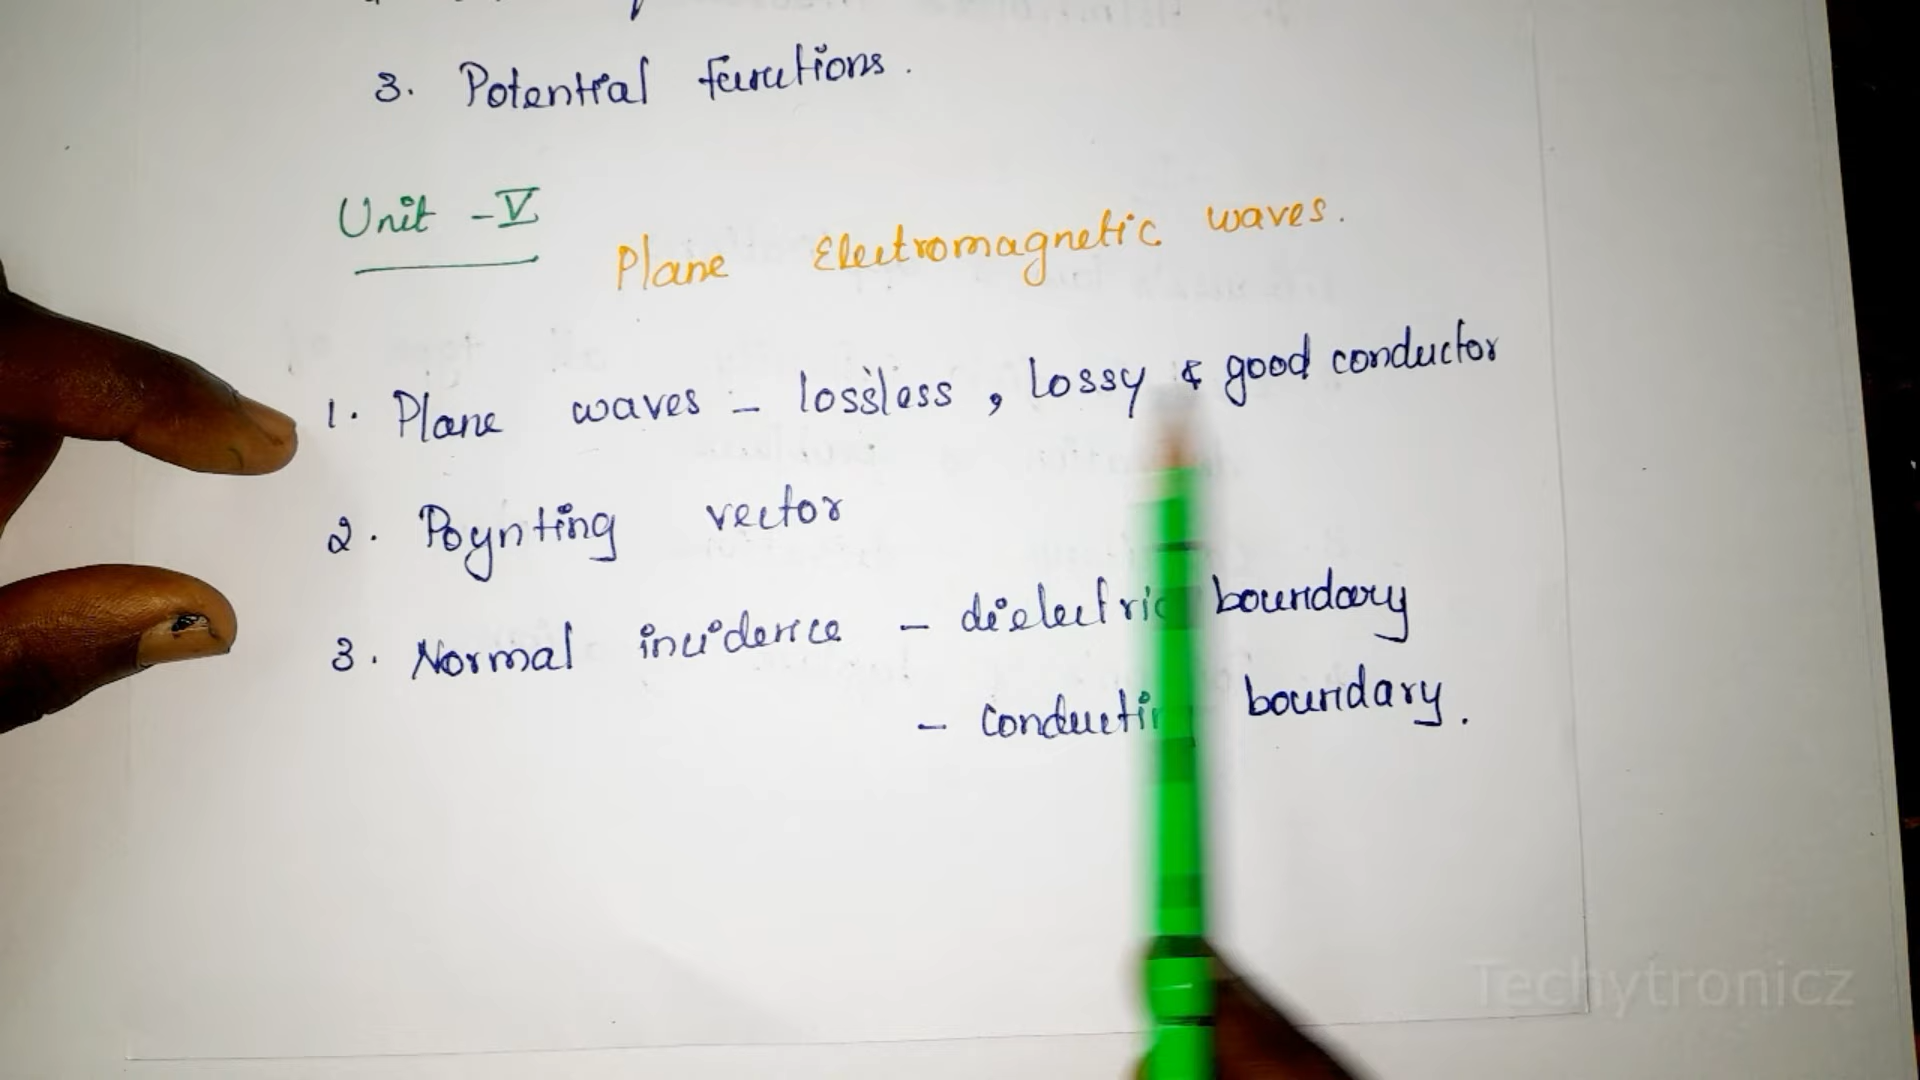 3. Potential functions.
Unit - V
Plane Electromagnetic waves.
1. Plane waves - lossless, Lossy & good conductor
2. Poynting vector
3. Normal incidence - dielectric boundary
- conducting boundary.
Techytronicz